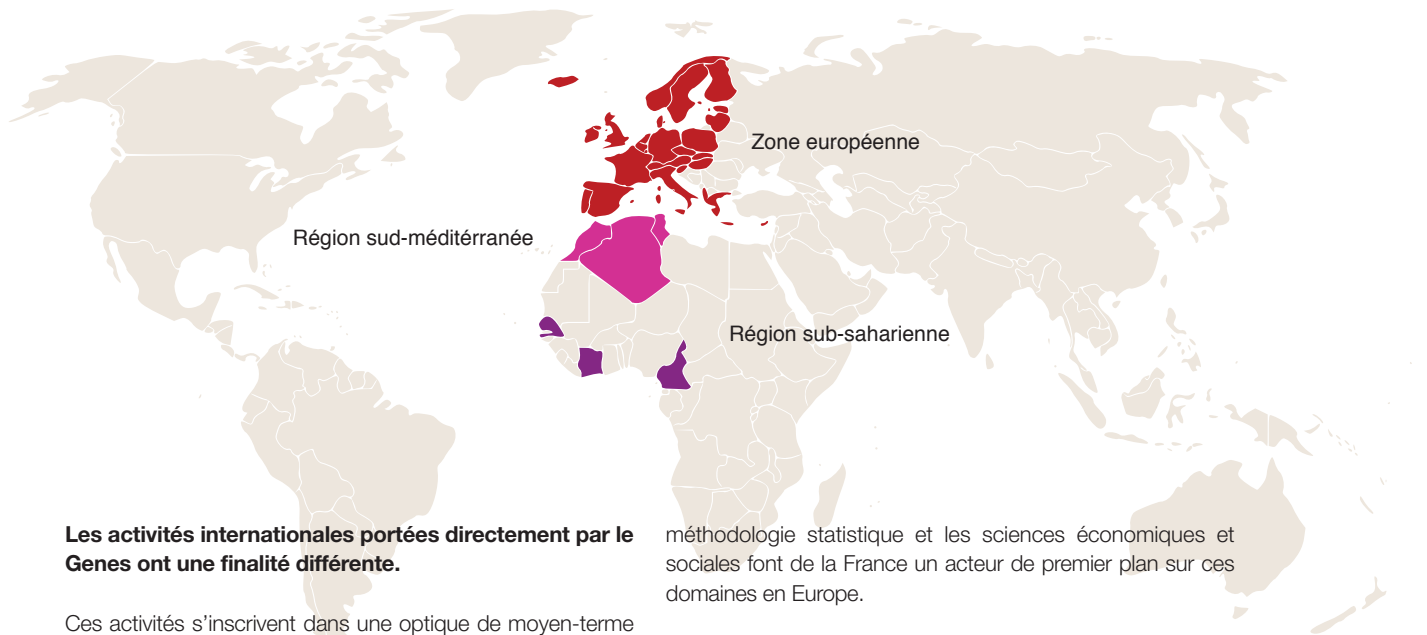 Zone européenne
Région sud-méditérranée
Région sub-saharienne
Les activités internationales portées directement par le
Genes ont une finalité différente.
Ces activités s’inscrivent dans une optique de moyen-terme
méthodologie statistique et les sciences économiques et
sociales font de la France un acteur de premier plan sur ces
domaines en Europe.